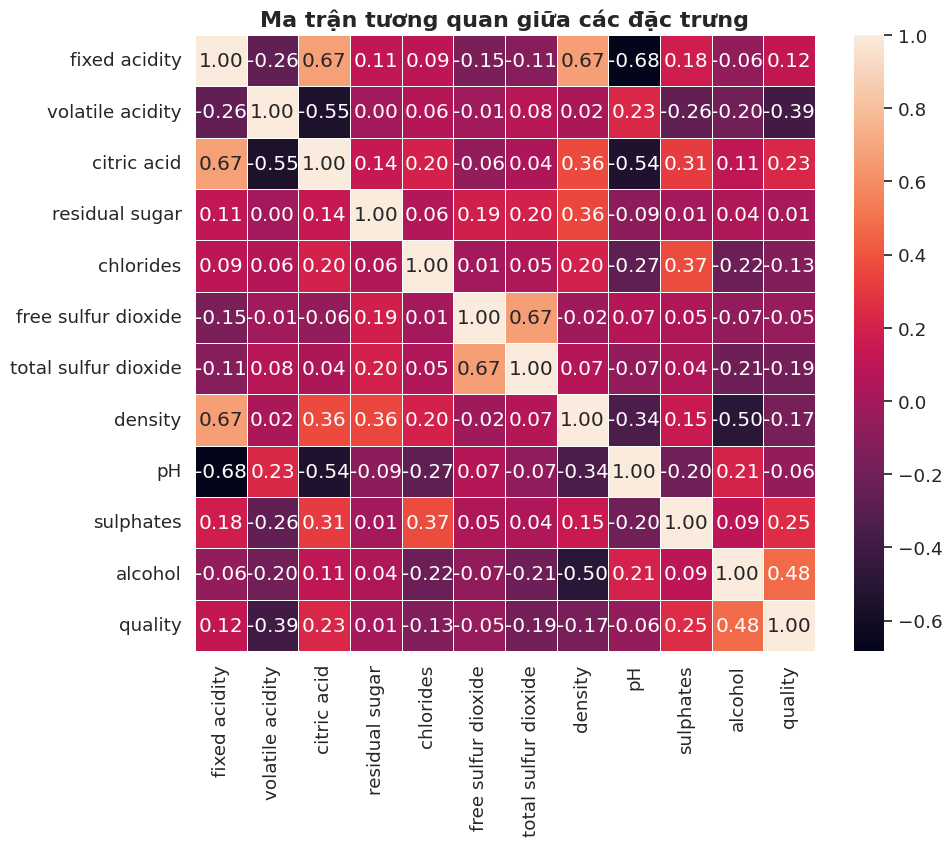 Ma trận tương quan giữa các đặc trưng
fixed acidity 1.00 -0.26 0.67 0.11 0.09 -0.15 -0.11 0.67 -0.68 0.18 -0.06 0.12
volatile acidity -0.26 1.00 -0.55 0.00 0.06 -0.01 0.08 0.02 0.23 -0.26 -0.20 -0.39
citric acid 0.67 -0.55 1.00 0.14 0.20 -0.06 0.04 0.36 -0.54 0.31 0.11 0.23
residual sugar 0.11 0.00 0.14 1.00 0.06 0.19 0.20 0.36 -0.09 0.01 0.04 0.01
chlorides 0.09 0.06 0.20 0.06 1.00 0.01 0.05 0.20 -0.27 0.37 -0.22 -0.13
free sulfur dioxide -0.15 -0.01 -0.06 0.19 0.01 1.00 0.67 -0.02 0.07 0.05 -0.07 -0.05
total sulfur dioxide -0.11 0.08 0.04 0.20 0.05 0.67 1.00 0.07 -0.07 0.04 -0.21 -0.19
density 0.67 0.02 0.36 0.36 0.20 -0.02 0.07 1.00 -0.34 0.15 -0.50 -0.17
pH -0.68 0.23 -0.54 -0.09 -0.27 0.07 -0.07 -0.34 1.00 -0.20 0.21 -0.06
sulphates 0.18 -0.26 0.31 0.01 0.37 0.05 0.04 0.15 -0.20 1.00 0.09 0.25
alcohol -0.06 -0.20 0.11 0.04 -0.22 -0.07 -0.21 -0.50 0.21 0.09 1.00 0.48
quality 0.12 -0.39 0.23 0.01 -0.13 -0.05 -0.19 -0.17 -0.06 0.25 0.48 1.00
fixed acidity
volatile acidity
citric acid
residual sugar
chlorides
free sulfur dioxide
total sulfur dioxide
density
pH
sulphates
alcohol
quality
1.0
0.8
0.6
0.4
0.2
0.0
−0.2
−0.4
−0.6